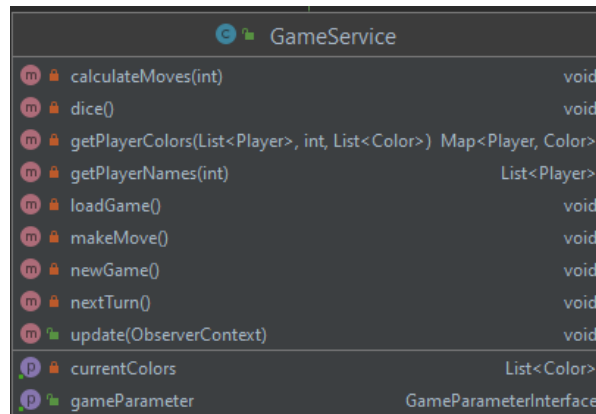 C GameService
m calculateMoves(int) void
m dice() void
m getPlayerColors(List<Player>, int, List<Color>) Map<Player, Color>
m getPlayerNames(int) List<Player>
m loadGame() void
m makeMove() void
m newGame() void
m nextTurn() void
m update(ObserverContext) void
p currentColors List<Color>
p gameParameter GameParameterInterface